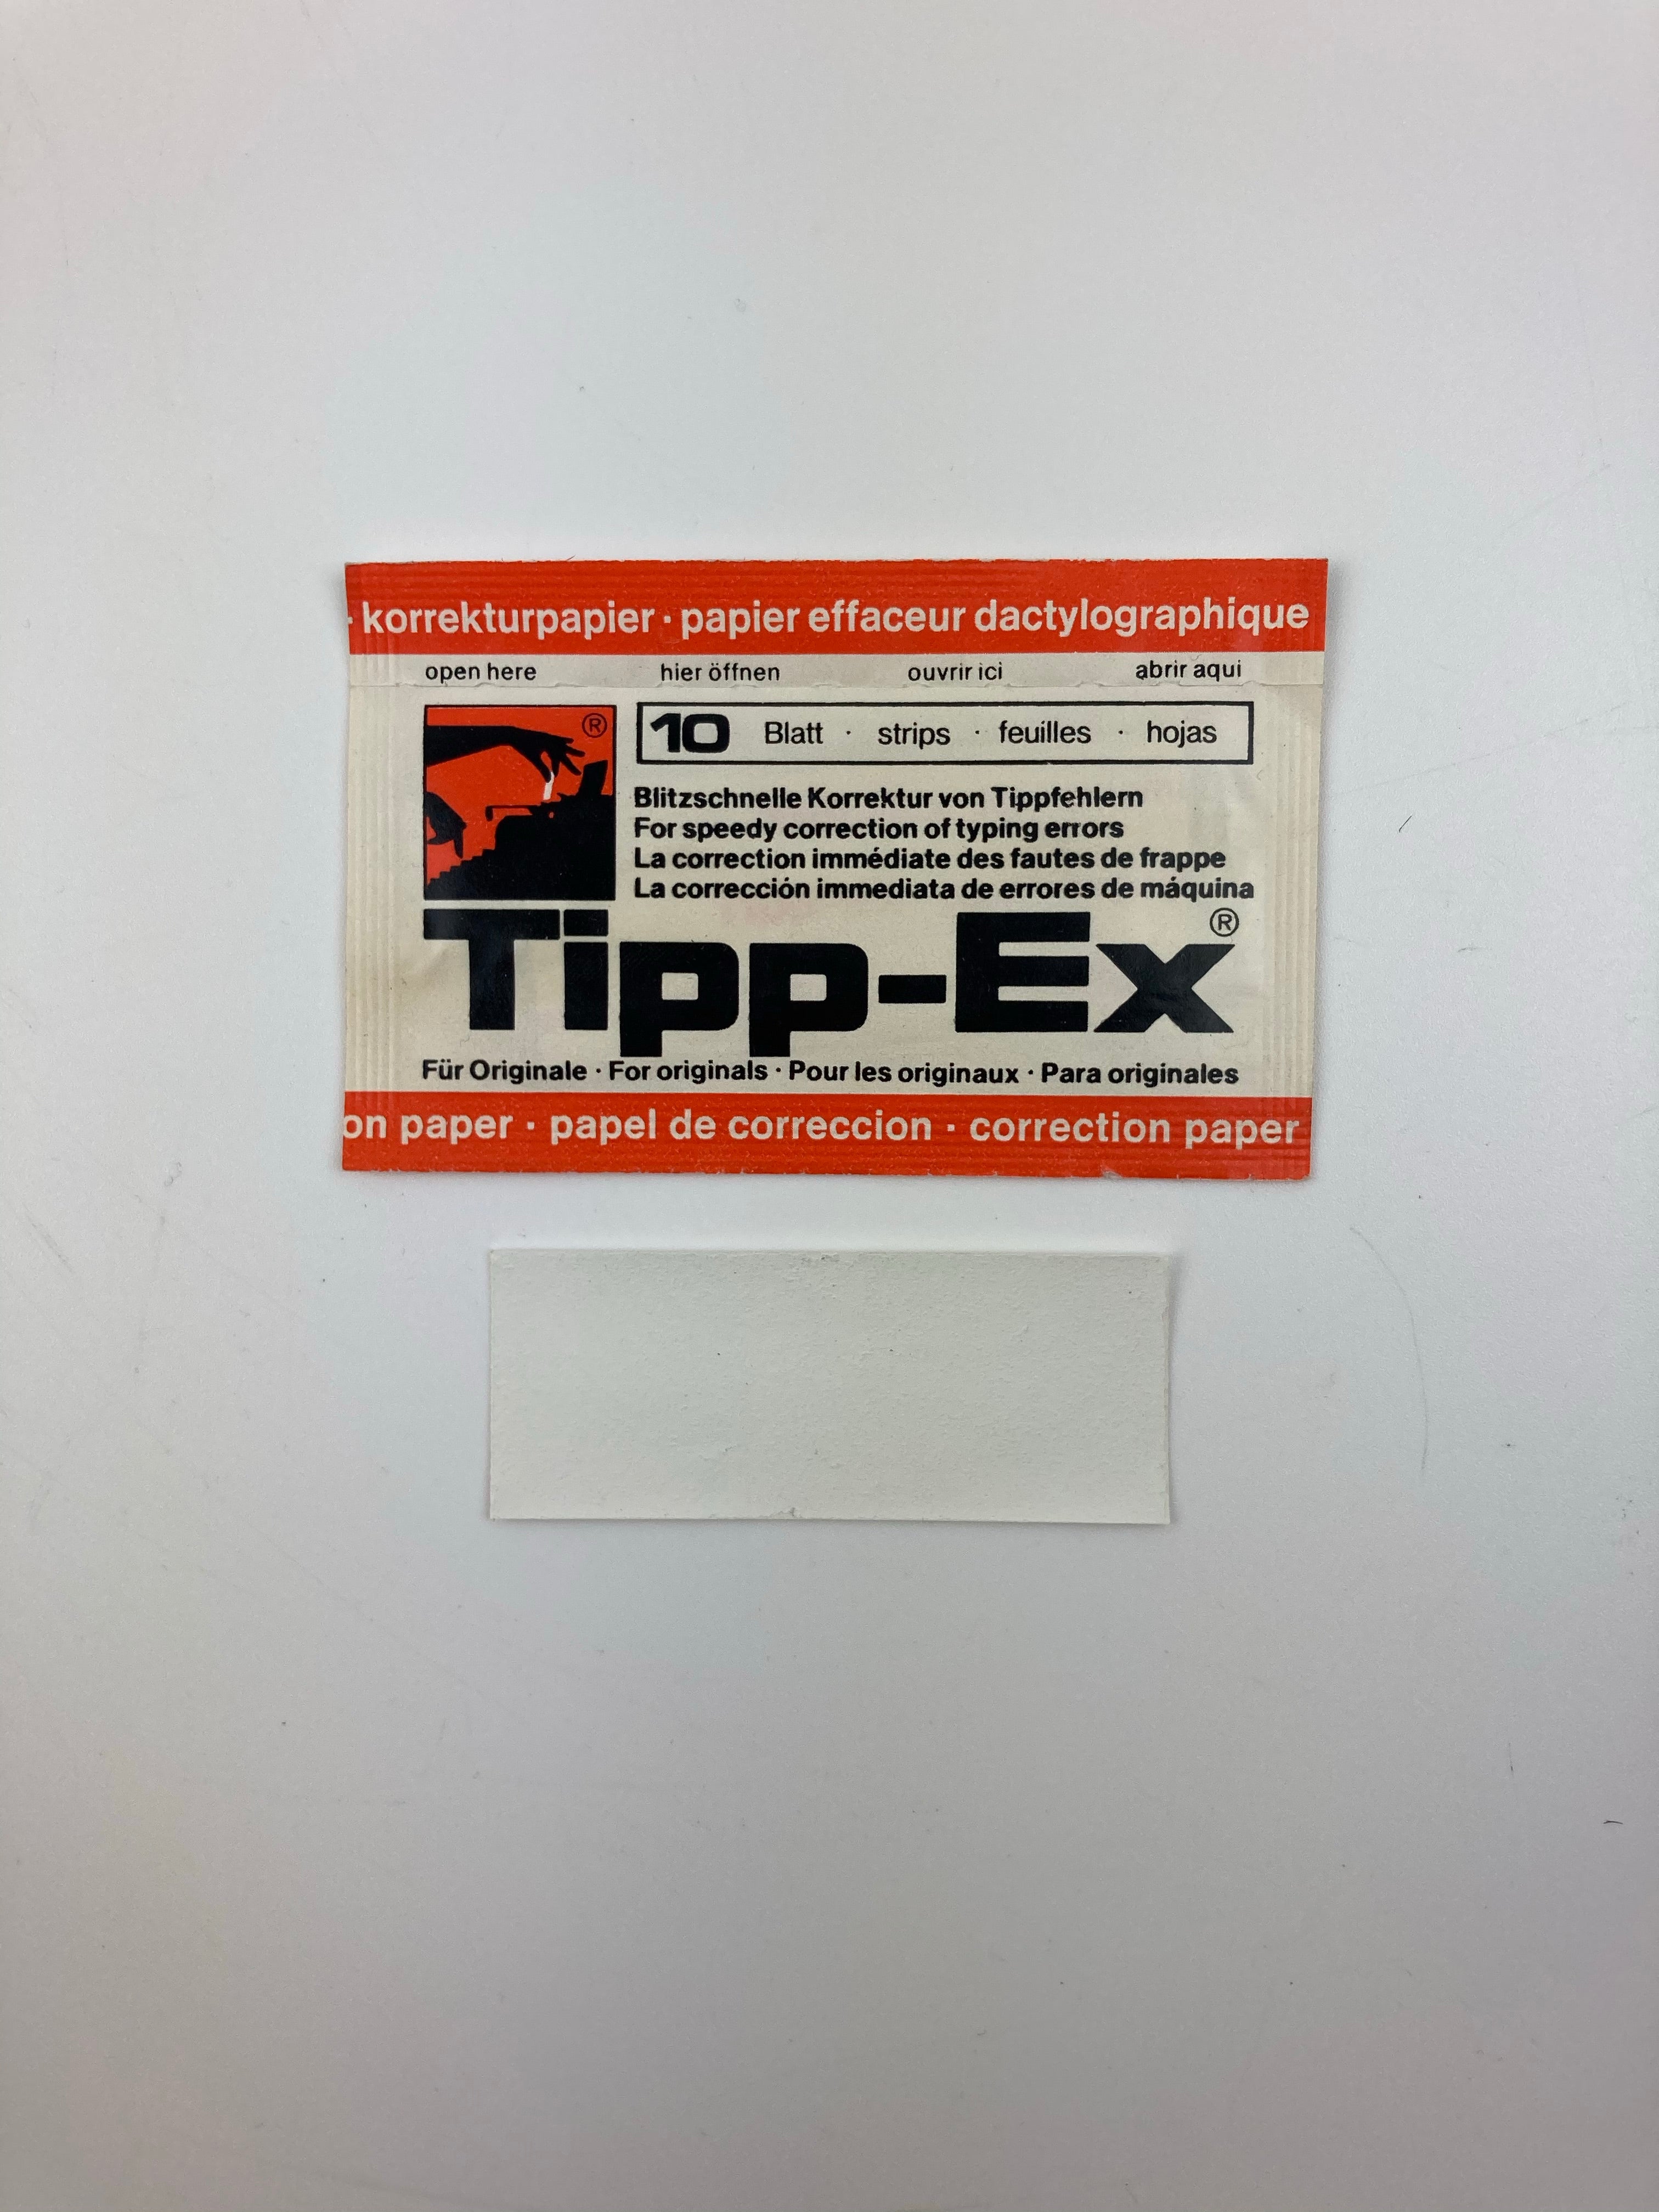 · korrekturpapier · papier effaceur dactylographique
open here hier öffnen ouvrir ici abrir aqui
®
10 Blatt · strips · feuilles · hojas
Blitzschnelle Korrektur von Tippfehlern
For speedy correction of typing errors
La correction immédiate des fautes de frappe
La corrección immediata de errores de máquina
Tipp-Ex®
Für Originale · For originals · Pour les originaux · Para originales
on paper · papel de correccion · correction paper